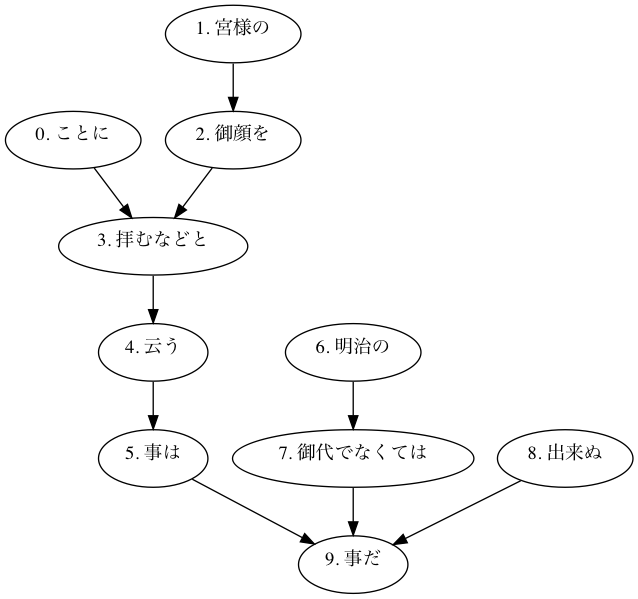 1. 宮様の
0. ことに
2. 御顔を
3. 拝むなどと
4. 云う
6. 明治の
5. 事は
7. 御代でなくては
8. 出来ぬ
9. 事だ